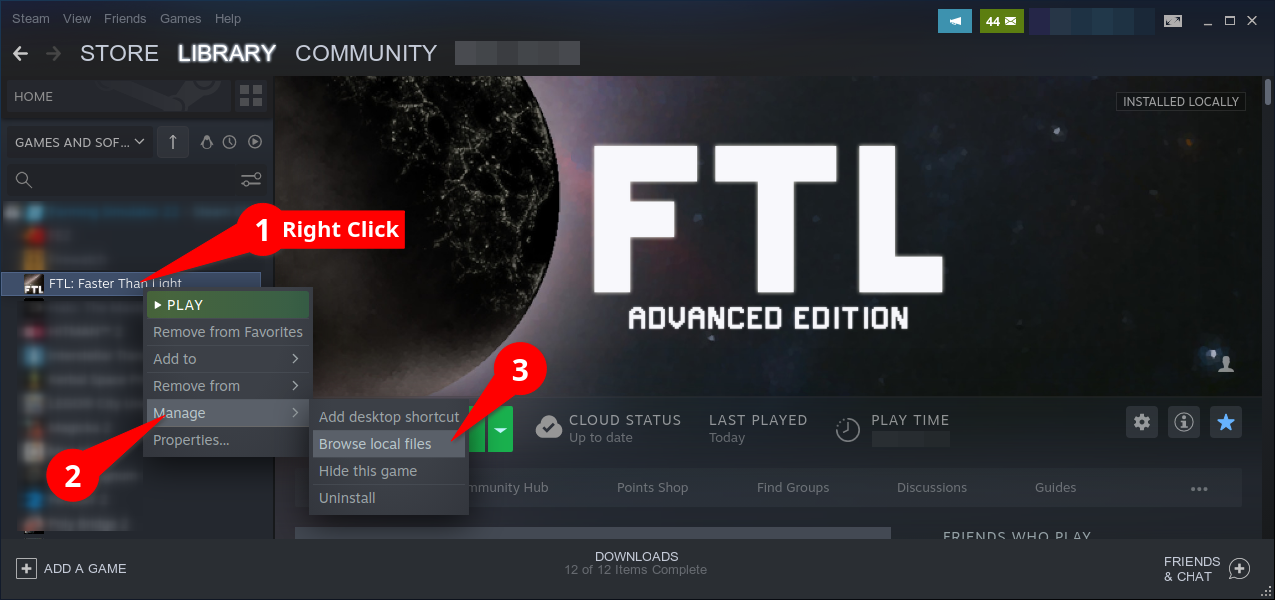 Steam View Friends Games Help
44
STORE LIBRARY COMMUNITY
HOME
INSTALLED LOCALLY
GAMES AND SOF...
1 Right Click
FTL: Faster Than Light
FTL
ADVANCED EDITION
PLAY
Remove from Favorites
Add to
Remove from
Manage
Properties...
2
3
Add desktop shortcut
Browse local files
Hide this game
Uninstall
CLOUD STATUS
Up to date
LAST PLAYED
Today
PLAY TIME
mmunity Hub Points Shop Find Groups Discussions Guides
FRIENDS WHO PLAY
ADD A GAME
DOWNLOADS
12 of 12 Items Complete
FRIENDS
& CHAT